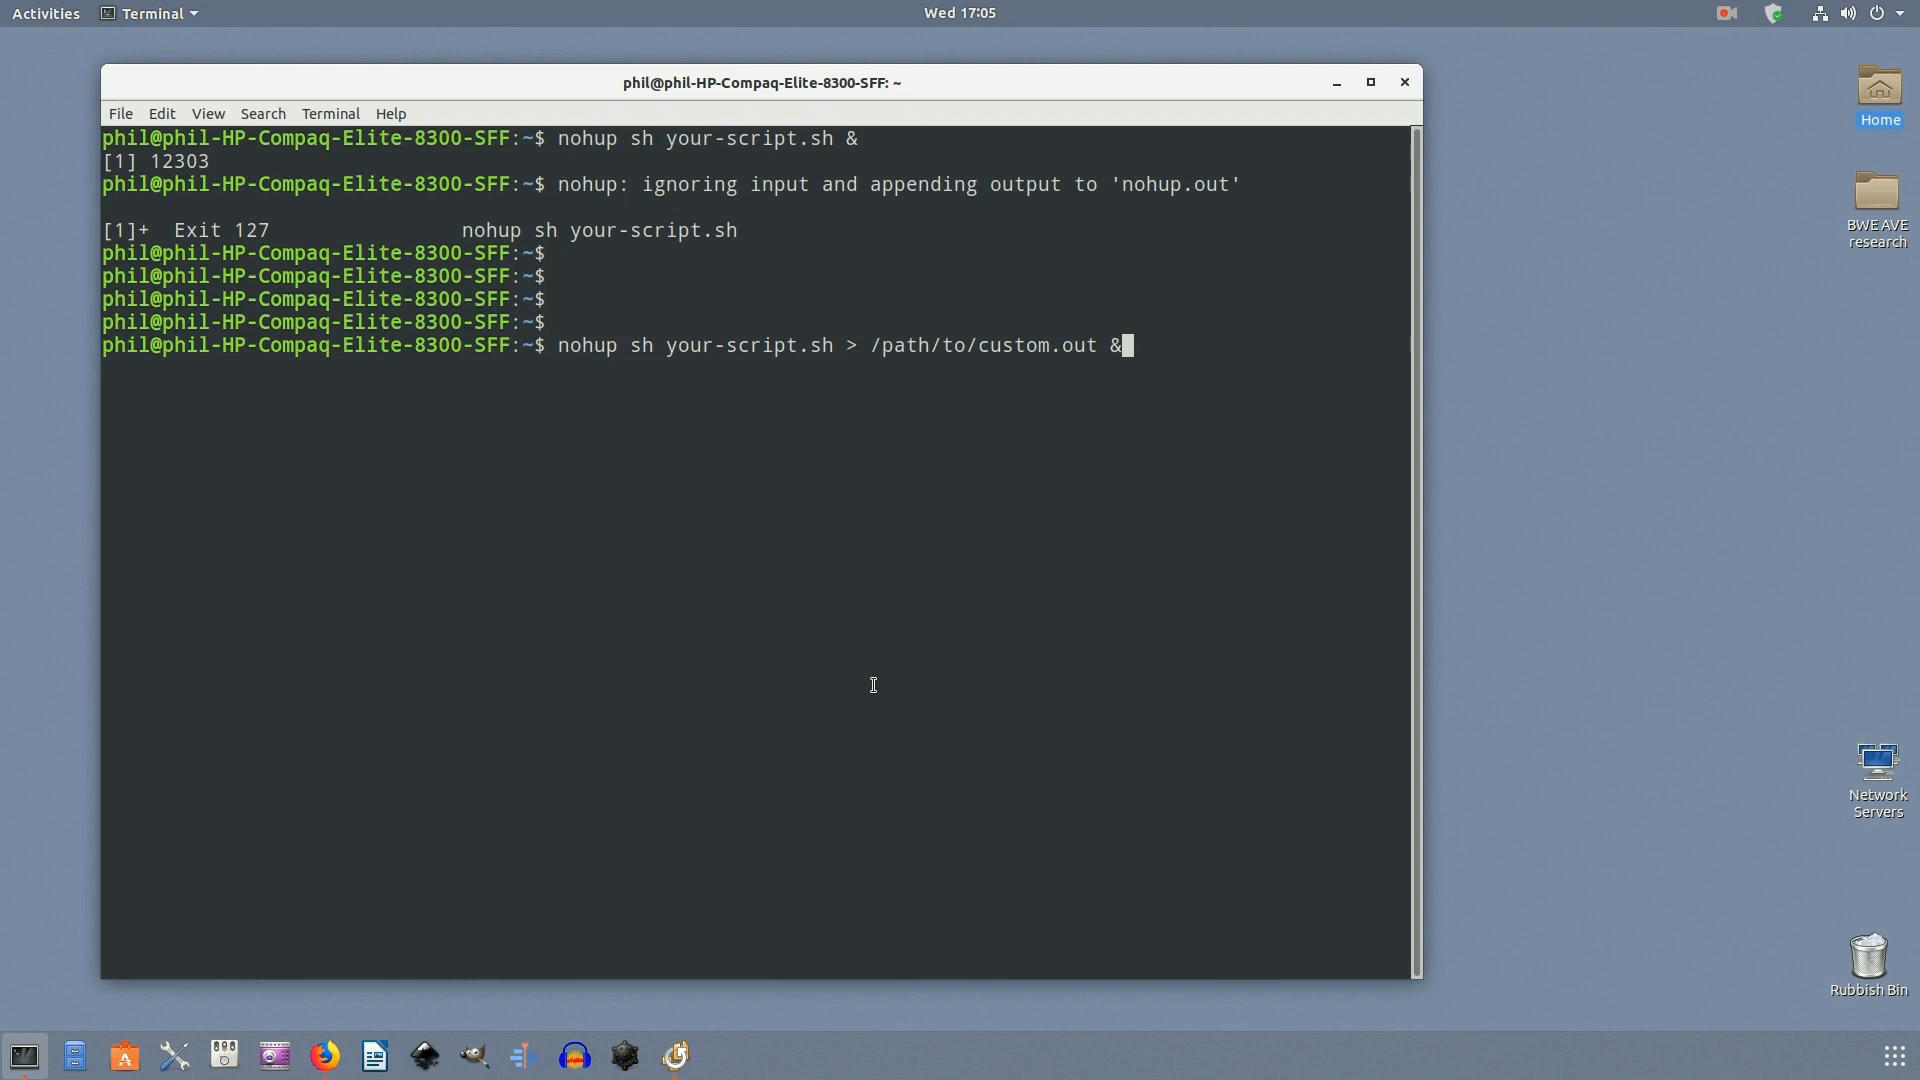 Activities Terminal Wed 17:05
phil@phil-HP-Compaq-Elite-8300-SFF: ~
File Edit View Search Terminal Help
phil@phil-HP-Compaq-Elite-8300-SFF:~$ nohup sh your-script.sh &
[1] 12303
phil@phil-HP-Compaq-Elite-8300-SFF:~$ nohup: ignoring input and appending output to 'nohup.out'
[1]+  Exit 127                nohup sh your-script.sh
phil@phil-HP-Compaq-Elite-8300-SFF:~$
phil@phil-HP-Compaq-Elite-8300-SFF:~$
phil@phil-HP-Compaq-Elite-8300-SFF:~$
phil@phil-HP-Compaq-Elite-8300-SFF:~$
phil@phil-HP-Compaq-Elite-8300-SFF:~$ nohup sh your-script.sh > /path/to/custom.out &
Home
BWE AVE
research
Network
Servers
Rubbish Bin